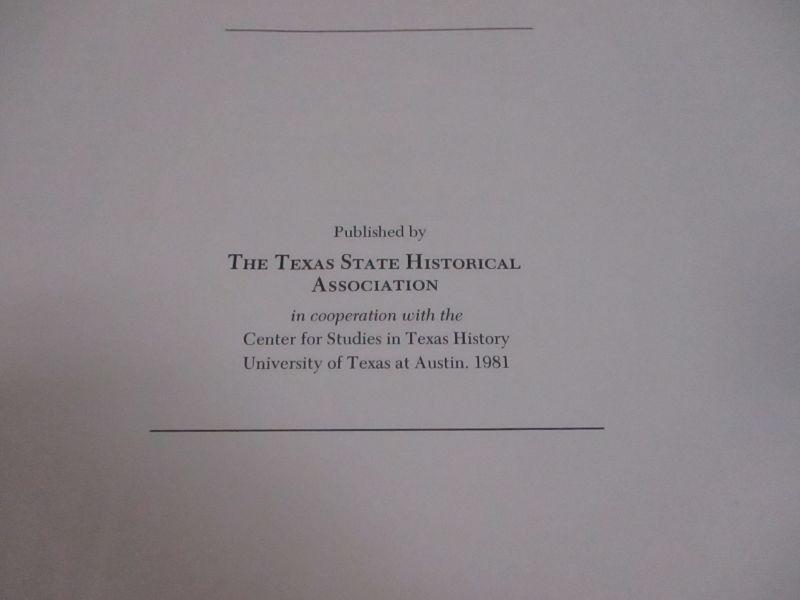 Published by
THE TEXAS STATE HISTORICAL
ASSOCIATION
in cooperation with the
Center for Studies in Texas History
University of Texas at Austin. 1981